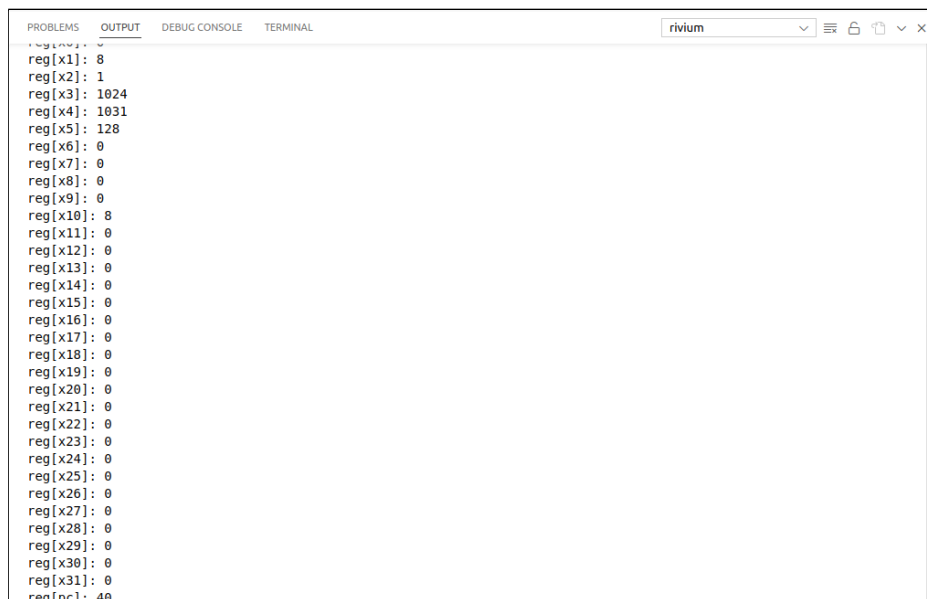 PROBLEMS OUTPUT DEBUG CONSOLE TERMINAL rivium
reg[x0]: 0
reg[x1]: 8
reg[x2]: 1
reg[x3]: 1024
reg[x4]: 1031
reg[x5]: 128
reg[x6]: 0
reg[x7]: 0
reg[x8]: 0
reg[x9]: 0
reg[x10]: 8
reg[x11]: 0
reg[x12]: 0
reg[x13]: 0
reg[x14]: 0
reg[x15]: 0
reg[x16]: 0
reg[x17]: 0
reg[x18]: 0
reg[x19]: 0
reg[x20]: 0
reg[x21]: 0
reg[x22]: 0
reg[x23]: 0
reg[x24]: 0
reg[x25]: 0
reg[x26]: 0
reg[x27]: 0
reg[x28]: 0
reg[x29]: 0
reg[x30]: 0
reg[x31]: 0
reg[pc]: 40